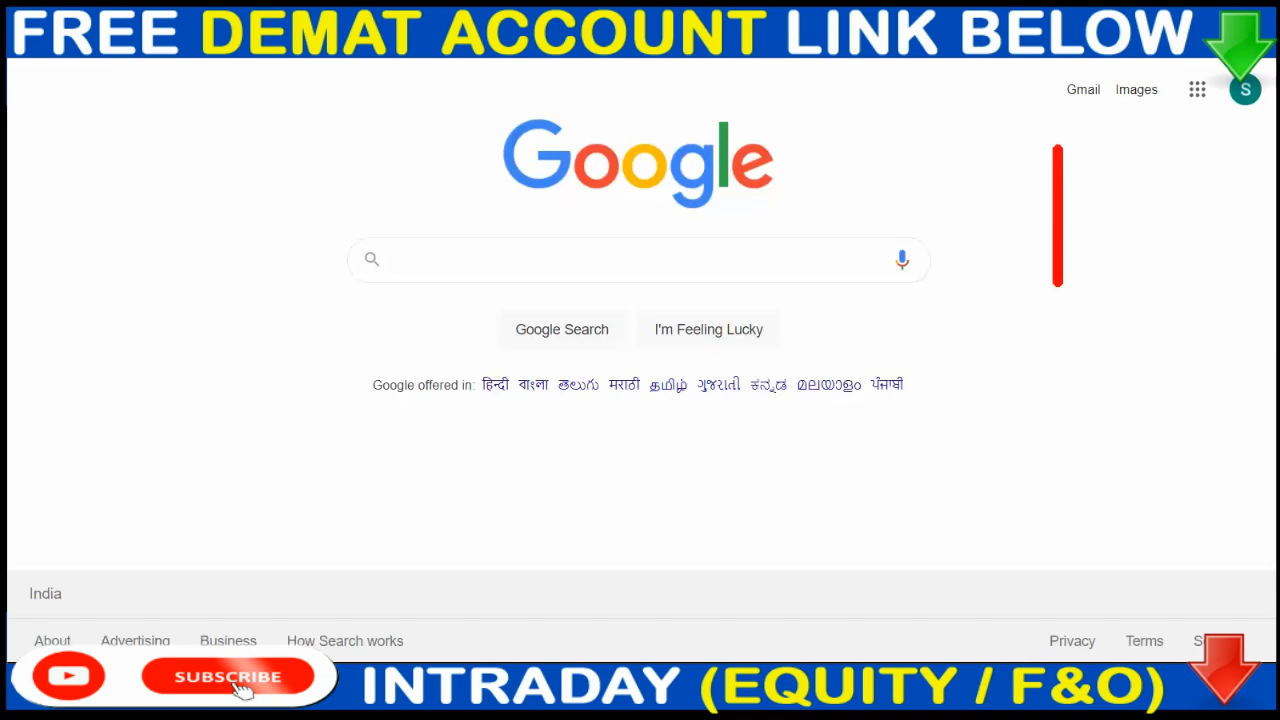 FREE DEMAT ACCOUNT LINK BELOW
Gmail Images
S
Google
Google Search I'm Feeling Lucky
Google offered in: हिन्दी বাংলা తెలుగు मराठी தமிழ் ગુજરાતી ಕನ್ನಡ മലയാളം ਪੰਜਾਬੀ
India
About Advertising Business How Search works Privacy Terms
SUBSCRIBE
INTRADAY (EQUITY / F&O)